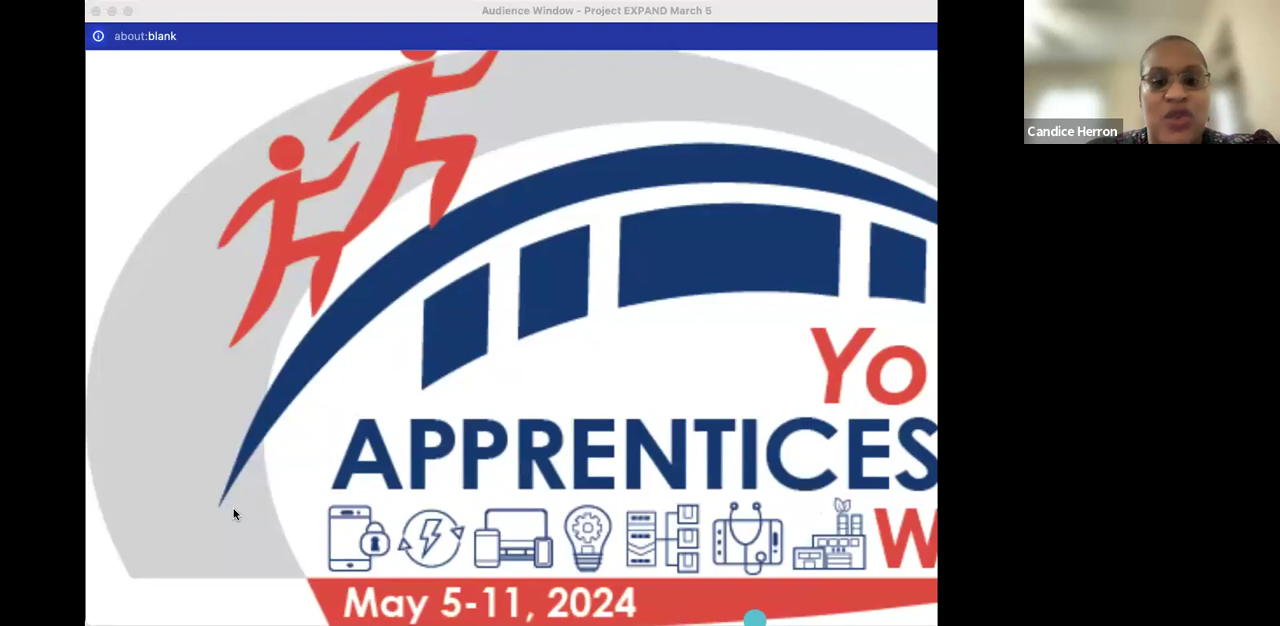 Audience Window - Project EXPAND March 5
about:blank
Candice Herron
Yo
APPRENTICES
W
May 5-11, 2024